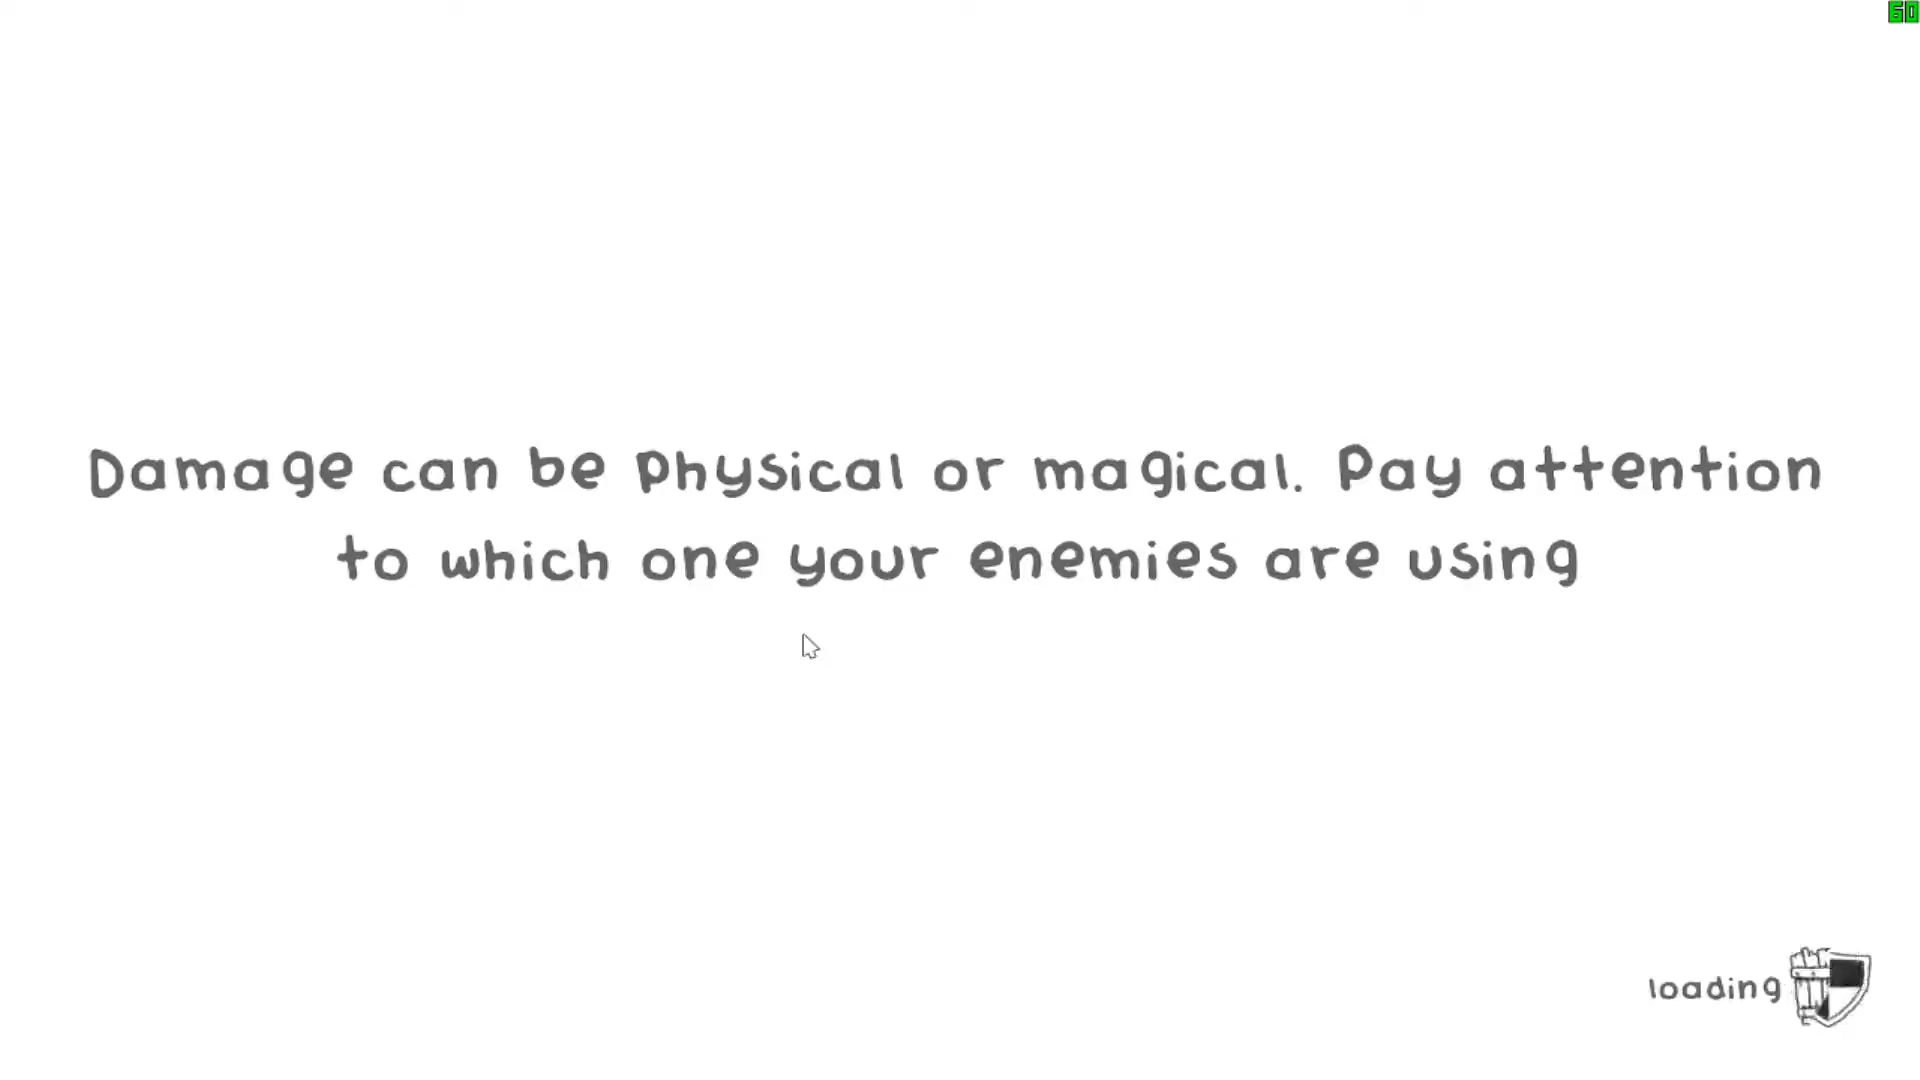 60
Damage can be physical or magical. Pay attention
to which one your enemies are using
loading